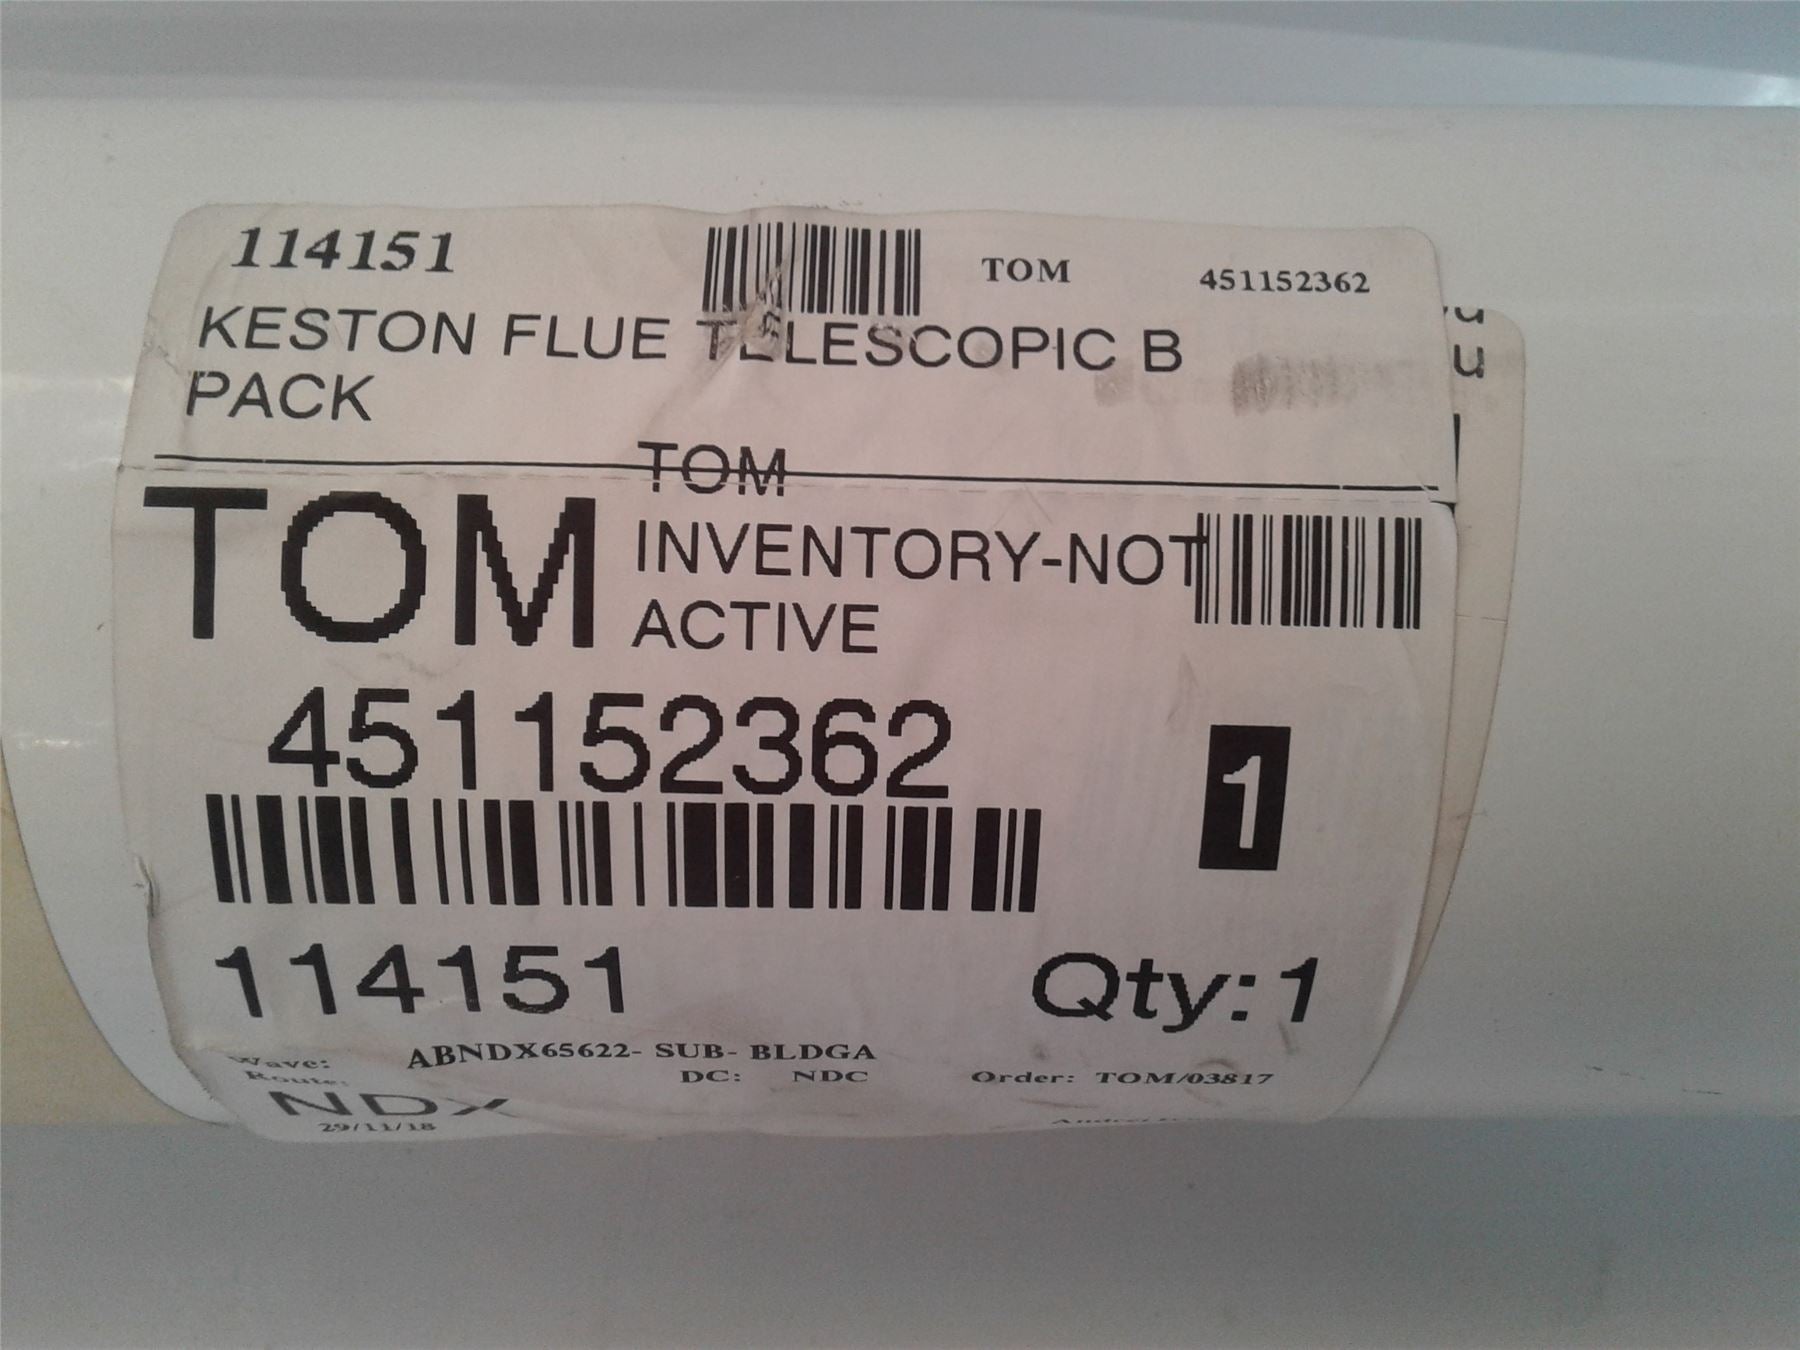 114151 TOM 451152362
KESTON FLUE TELESCOPIC B
PACK
TOM
TOM INVENTORY-NOT
ACTIVE
451152362
1
114151 Qty:1
Wave: ABNDX65622- SUB- BLDGA
Route: DC: NDC Order: TOM/03817
NDX
29/11/18